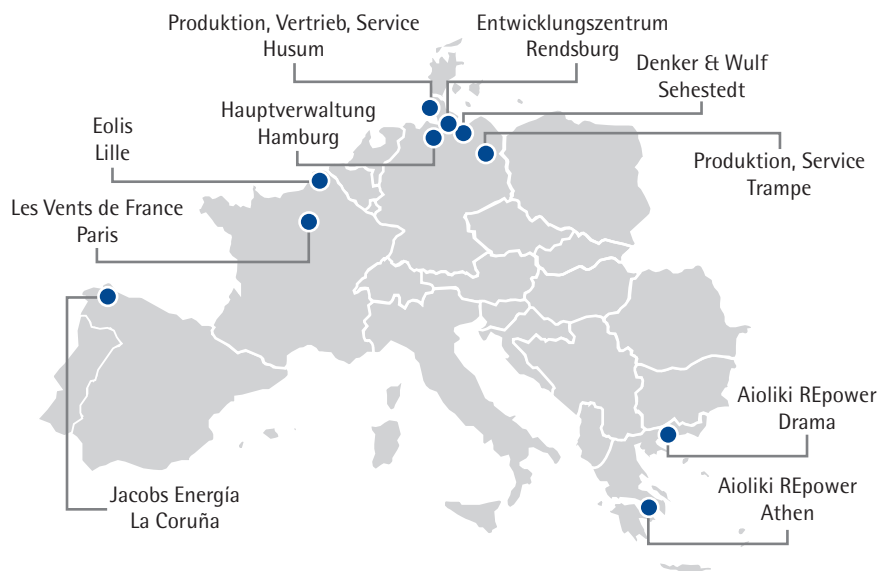 Produktion, Vertrieb, Service
Husum
Entwicklungszentrum
Rendsburg
Denker & Wulf
Sehestedt
Hauptverwaltung
Hamburg
Eolis
Lille
Produktion, Service
Trampe
Les Vents de France
Paris
Aioliki REpower
Drama
Jacobs Energía
La Coruña
Aioliki REpower
Athen